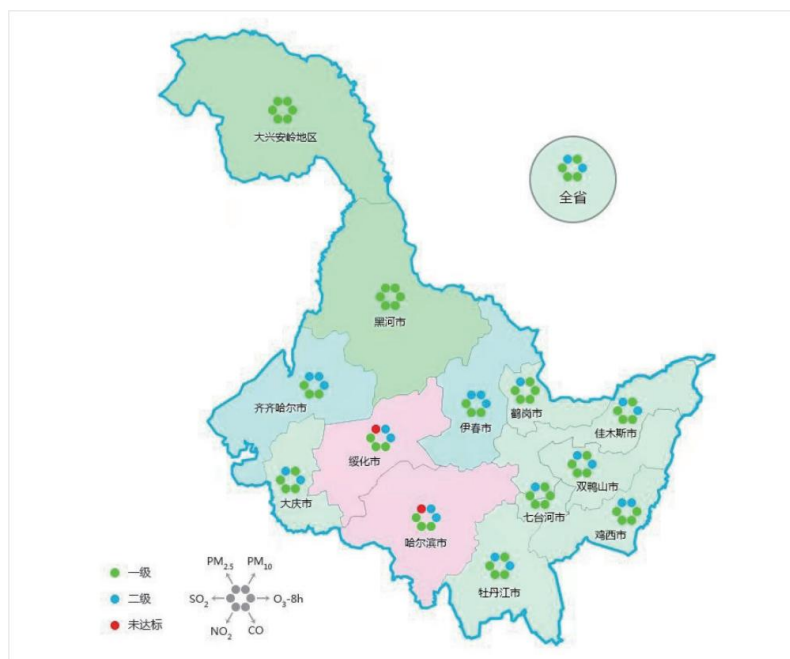 大兴安岭地区
全省
黑河市
齐齐哈尔市
伊春市
鹤岗市
佳木斯市
绥化市
双鸭山市
大庆市
七台河市
鸡西市
哈尔滨市
牡丹江市
一级
二级
未达标
PM2.5 PM10
SO2 O3-8h
NO2 CO